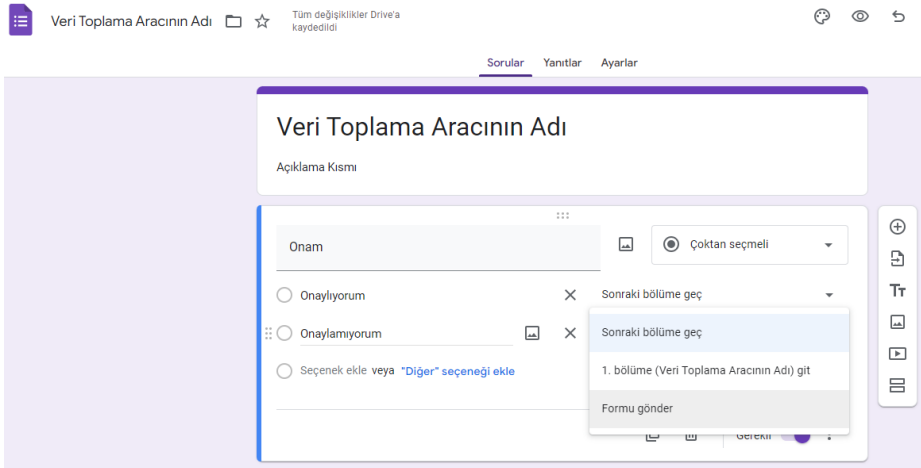 Veri Toplama Aracının Adı
Tüm değişiklikler Drive'a
kaydedildi
Sorular Yanıtlar Ayarlar
Veri Toplama Aracının Adı
Açıklama Kısmı
Onam
Çoktan seçmeli
Onaylıyorum
Sonraki bölüme geç
Onaylamıyorum
Sonraki bölüme geç
Seçenek ekle veya "Diğer" seçeneği ekle
1. bölüme (Veri Toplama Aracının Adı) git
Formu gönder
Gerekli